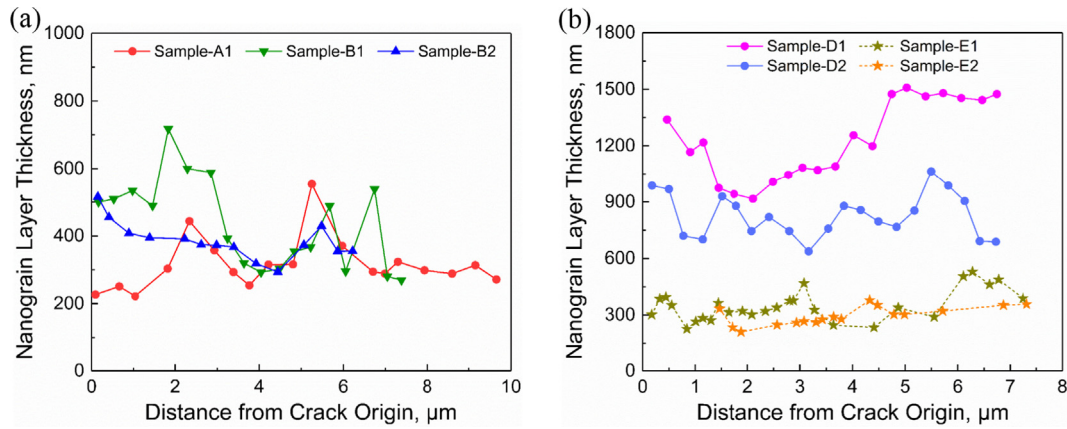 (a)
1000
800
600
400
200
0
0
2
4
6
8
10
Nanograin Layer Thickness, nm
Distance from Crack Origin, μm
Sample-A1
Sample-B1
Sample-B2
(b)
1800
1500
1200
900
600
300
0
0
1
2
3
4
5
6
7
8
Nanograin Layer Thickness, nm
Distance from Crack Origin, μm
Sample-D1
Sample-E1
Sample-D2
Sample-E2